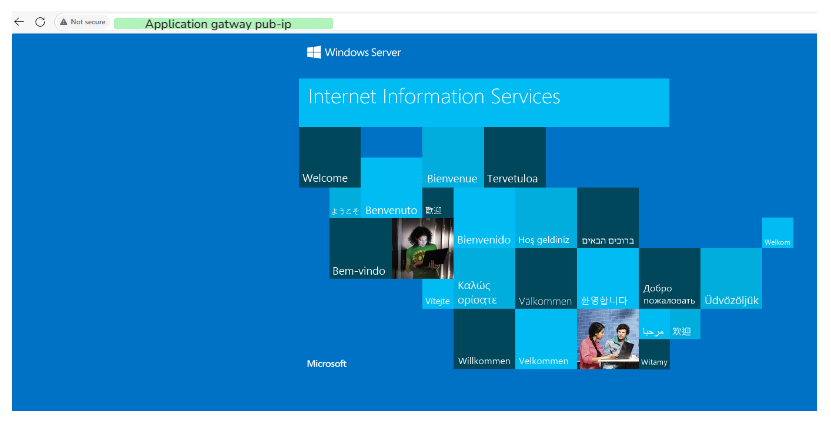 Not secure
Application gatway pub-ip
Windows Server
Internet Information Services
Welcome
Bienvenue
Tervetuloa
ようこそ
Benvenuto
歡迎
Bienvenido
Hoş geldiniz
ברוכים הבאים
Welkom
Bem-vindo
Vítejte
Καλώς
ορίσατε
Välkommen
환영합니다
Добро
пожаловать
Üdvözöljük
Microsoft
Willkommen
Velkommen
مرحبا
欢迎
Witamy